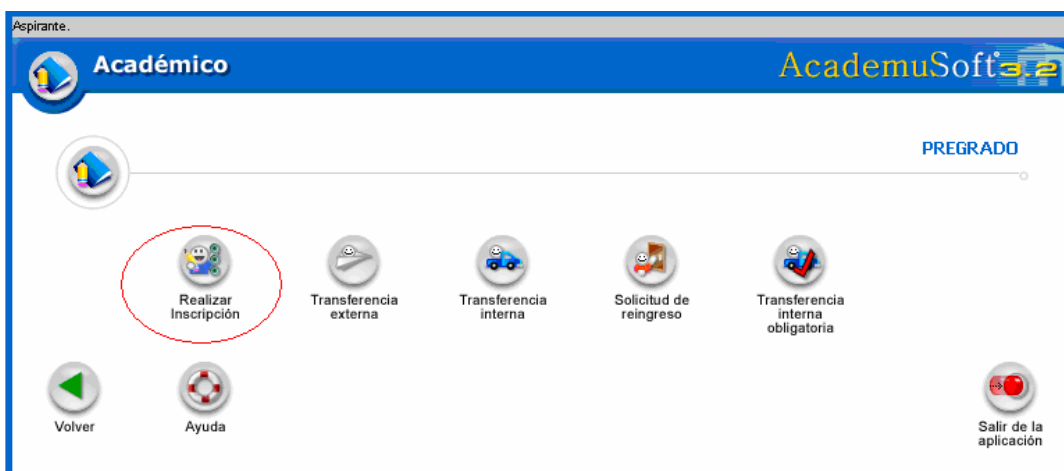 Aspirante.
Académico
AcademuSoft 3.2
PREGRADO
Realizar
Inscripción
Transferencia
externa
Transferencia
interna
Solicitud de
reingreso
Transferencia
interna
obligatoria
Volver
Ayuda
Salir de la
aplicación